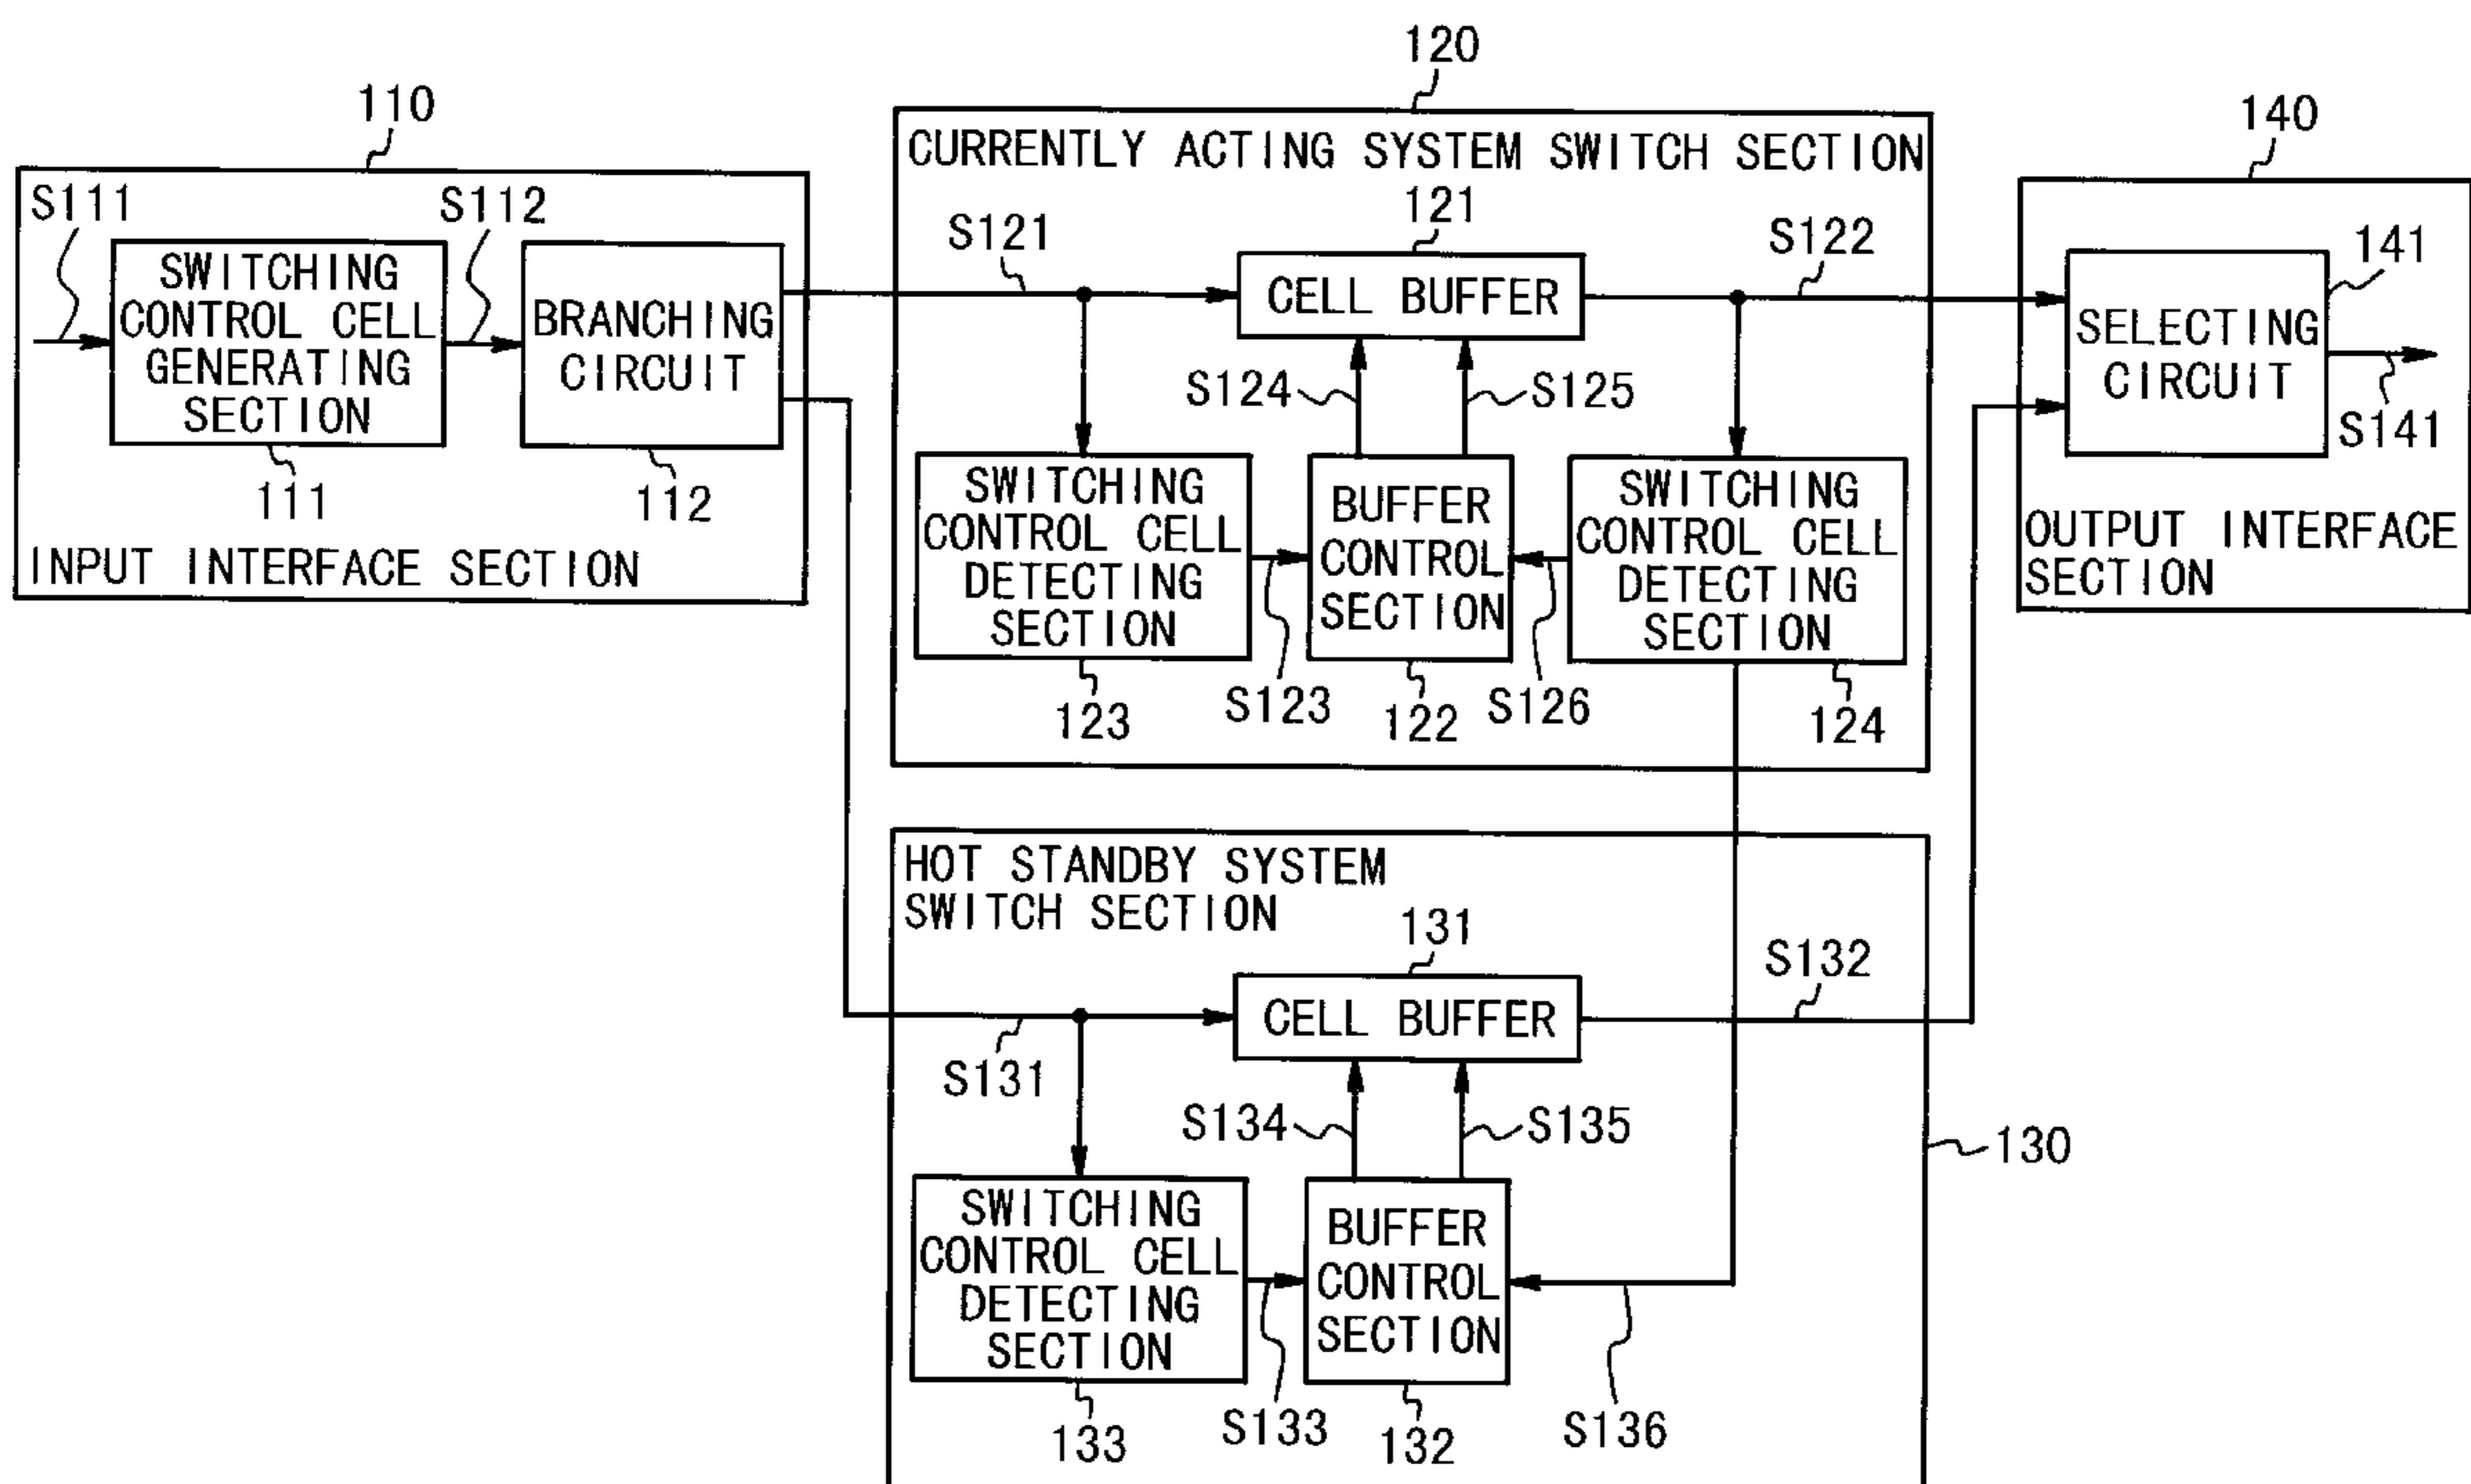 110
S111
S112
SWITCHING
CONTROL CELL
GENERATING
SECTION
BRANCHING
CIRCUIT
111
112
INPUT INTERFACE SECTION
120
CURRENTLY ACTING SYSTEM SWITCH SECTION
121
S121
CELL BUFFER
S122
S124
S125
SWITCHING
CONTROL CELL
DETECTING
SECTION
BUFFER
CONTROL
SECTION
SWITCHING
CONTROL CELL
DETECTING
SECTION
123
S123
122
S126
124
140
141
SELECTING
CIRCUIT
S141
OUTPUT INTERFACE
SECTION
HOT STANDBY SYSTEM
SWITCH SECTION
131
S131
CELL BUFFER
S132
S134
S135
130
SWITCHING
CONTROL CELL
DETECTING
SECTION
BUFFER
CONTROL
SECTION
133
S133
132
S136